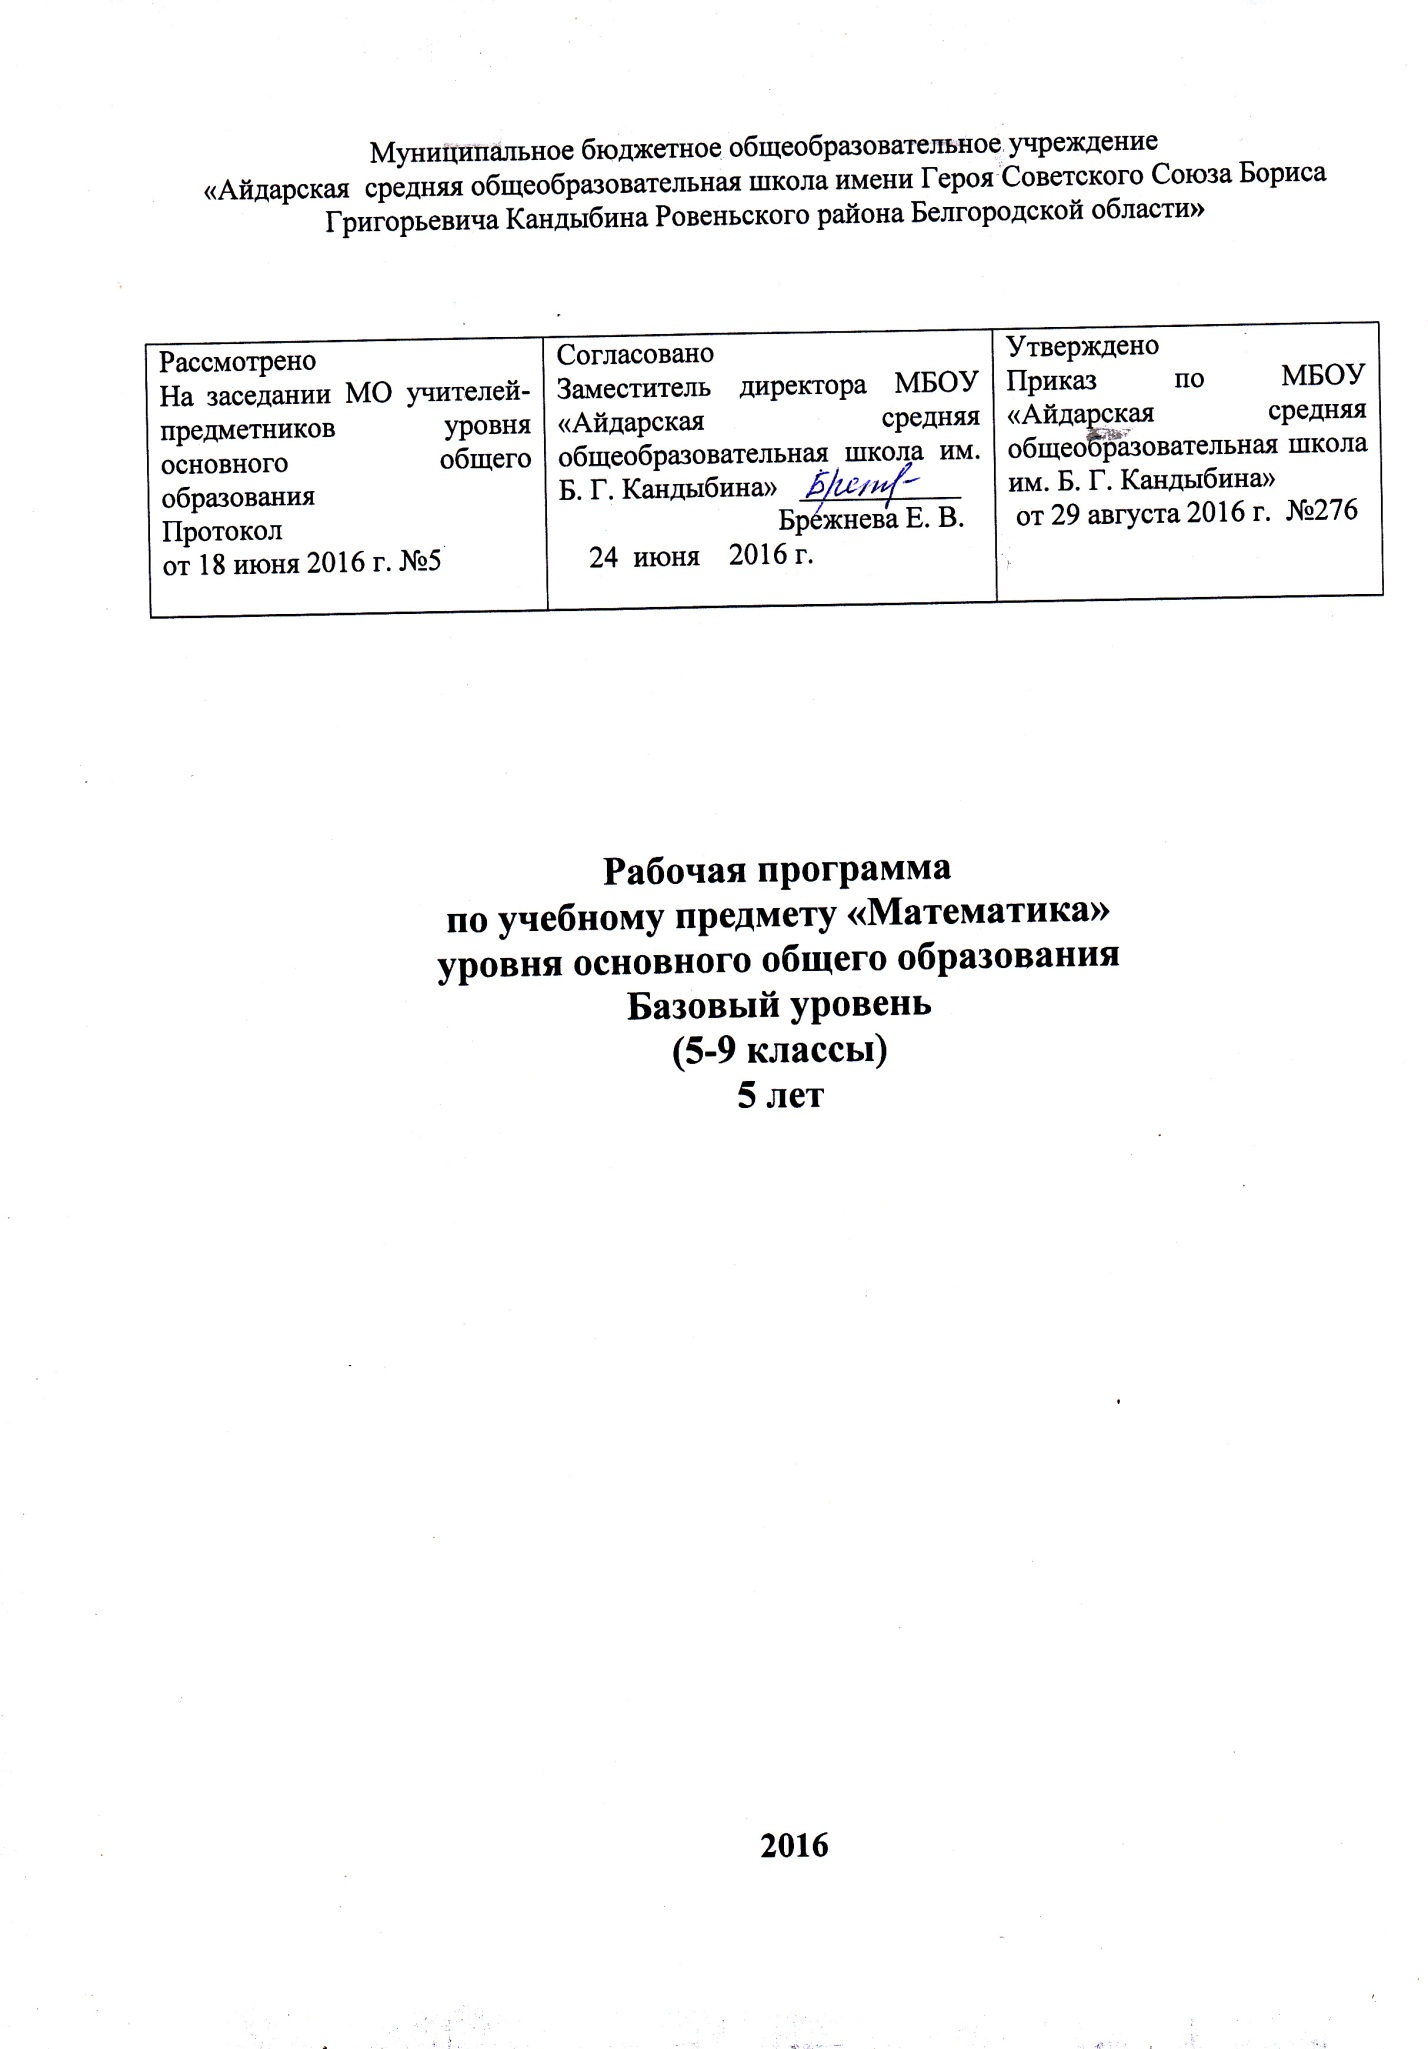 Муниципальное бюджетное общеобразовательное учреждение
«Айдарская средняя общеобразовательная школа имени Героя Советского Союза Бориса
Григорьевича Кандыбина Ровеньского района Белгородской области»
Рассмотрено
На заседании МО учителей-
предметников уровня
основного общего
образования
Протокол
от 18 июня 2016 г. №5
Согласовано
Заместитель директора МБОУ
«Айдарская средняя
общеобразовательная школа им.
Б. Г. Кандыбина»
Брежнева Е. В.
24 июня 2016 г.
Утверждено
Приказ по МБОУ
«Айдарская средняя
общеобразовательная школа
им. Б. Г. Кандыбина»
от 29 августа 2016 г. №276
Рабочая программа
по учебному предмету «Математика»
уровня основного общего образования
Базовый уровень
(5-9 классы)
5 лет
2016